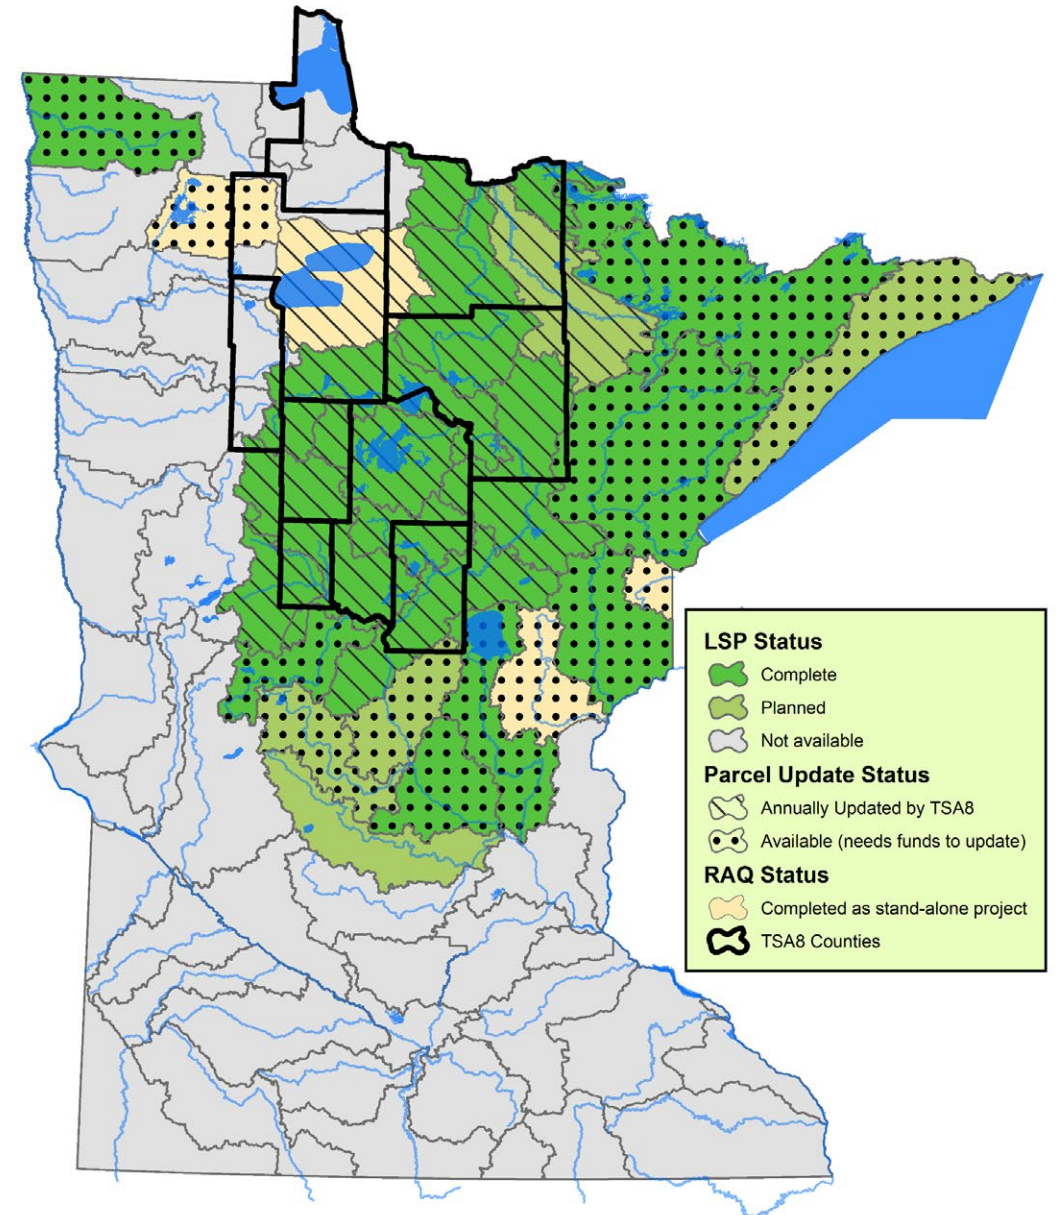 LSP Status
Complete
Planned
Not available
Parcel Update Status
Annually Updated by TSA8
Available (needs funds to update)
RAQ Status
Completed as stand-alone project
TSA8 Counties